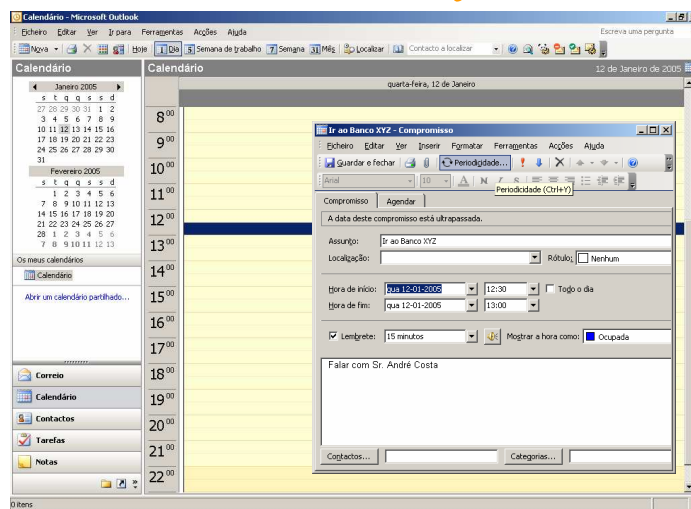 Calendário - Microsoft Outlook
Ficheiro Editar Ver Ir para Ferramentas Acções Ajuda
Escreva uma pergunta
Nova Hoje 1 Dia 5 Semana de trabalho 7 Semana 31 Mês Localizar Contacto a localizar
Calendário
Calendário
12 de Janeiro de 2005
Janeiro 2005
s t q q s s d
27 28 29 30 31 1 2
3 4 5 6 7 8 9
10 11 12 13 14 15 16
17 18 19 20 21 22 23
24 25 26 27 28 29 30
31
Fevereiro 2005
s t q q s s d
1 2 3 4 5 6
7 8 9 10 11 12 13
14 15 16 17 18 19 20
21 22 23 24 25 26 27
28 1 2 3 4 5 6
7 8 9 10 11 12 13
Os meus calendários
Calendário
Abrir um calendário partilhado...
Correio
Calendário
Contactos
Tarefas
Notas
0 itens
quarta-feira, 12 de Janeiro
8 00
9 00
10 00
11 00
12 00
13 00
14 00
15 00
16 00
17 00
18 00
19 00
20 00
21 00
22 00
Ir ao Banco XYZ - Compromisso
Ficheiro Editar Ver Inserir Formatar Ferramentas Acções Ajuda
Guardar e fechar Periodicidade...
Arial 10 A N I S
Periodicidade (Ctrl+Y)
Compromisso Agendar
A data deste compromisso está ultrapassada.
Assunto: Ir ao Banco XYZ
Localização: Rótulo: Nenhum
Hora de início: qua 12-01-2005 12:30 Todo o dia
Hora de fim: qua 12-01-2005 13:00
Lembrete: 15 minutos Mostrar a hora como: Ocupada
Falar com Sr. André Costa
Contactos... Categorias...